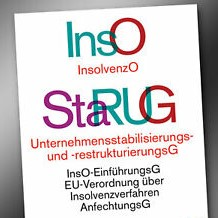 InsO
InsolvenzO
StaRUG
Unternehmensstabilisierungs-
und -restrukturierungsG
InsO-EinführungsG
EU-Verordnung über
Insolvenzverfahren
AnfechtungsG